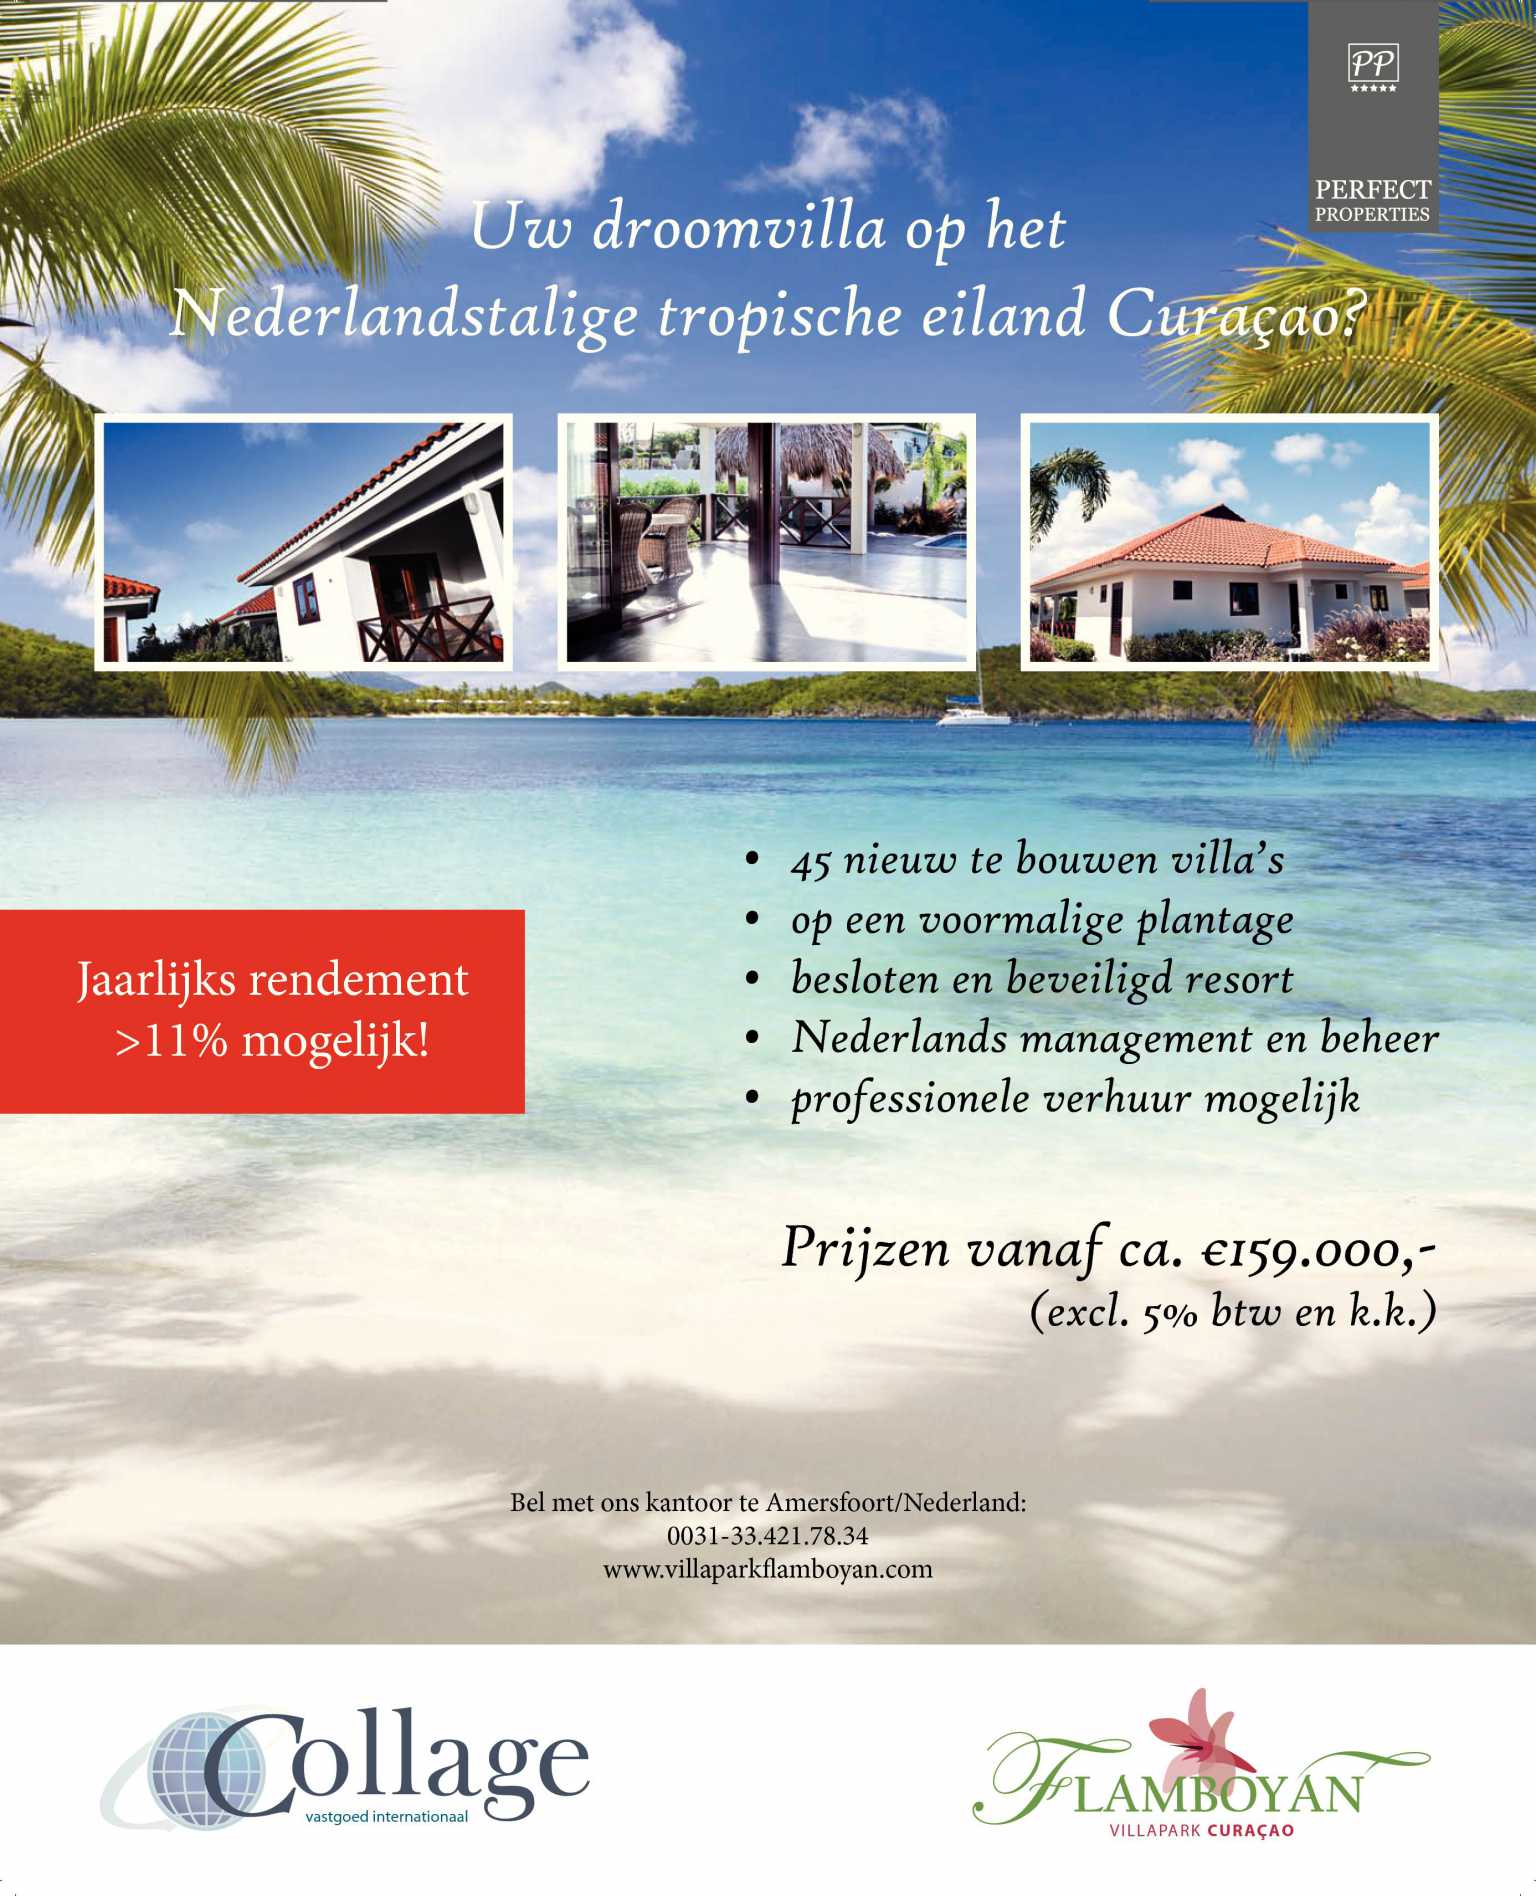 PP
PERFECT
PROPERTIES
Uw droomvilla op het
Nederlandstalige tropische eiland Curaçao?
• 45 nieuw te bouwen villa's
• op een voormalige plantage
• besloten en beveiligd resort
• Nederlands management en beheer
• professionele verhuur mogelijk
Jaarlijks rendement
>11% mogelijk!
Prijzen vanaf ca. €159.000,-
(excl. 5% btw en k.k.)
Bel met ons kantoor te Amersfoort/Nederland:
0031-33.421.78.34
www.villaparkflamboyan.com
Collage
vastgoed internationaal
FLAMBOYAN
VILLAPARK CURAÇAO